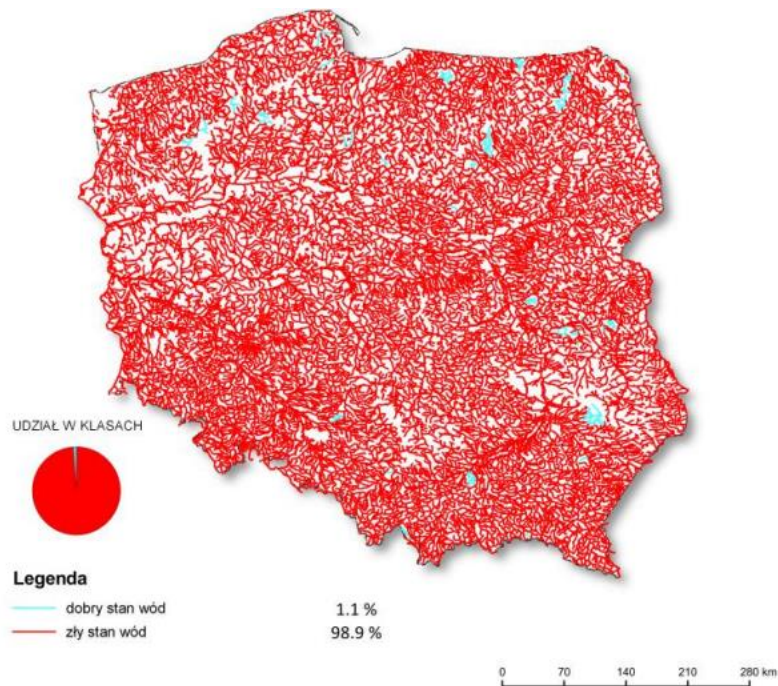 UDZIAŁ W KLASACH
Legenda
dobry stan wód 1.1 %
zły stan wód 98.9 %
0 70 140 210 280 km